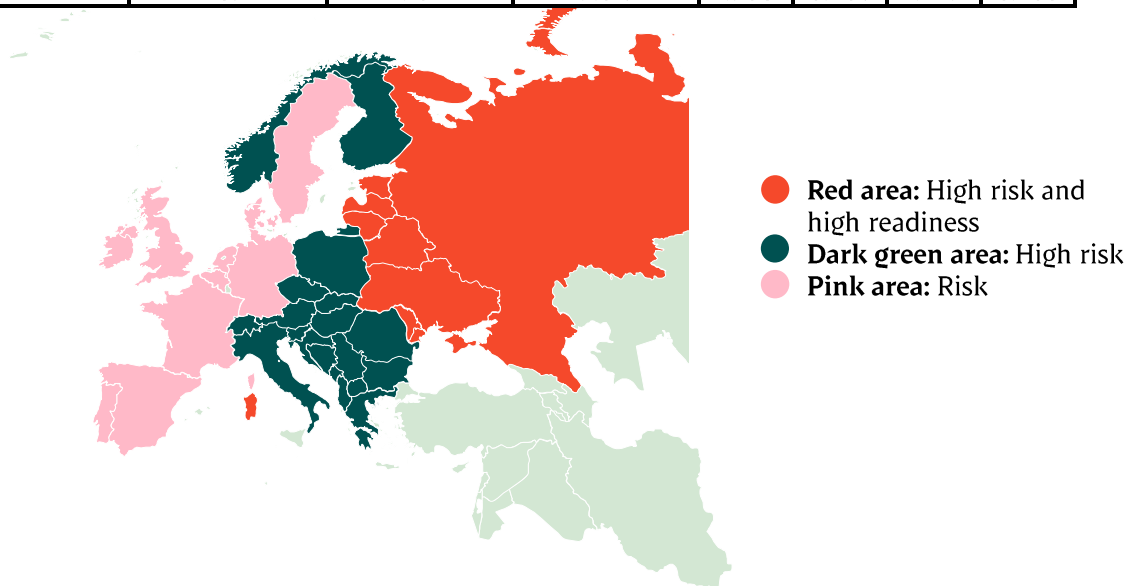 Red area: High risk and
high readiness
Dark green area: High risk
Pink area: Risk